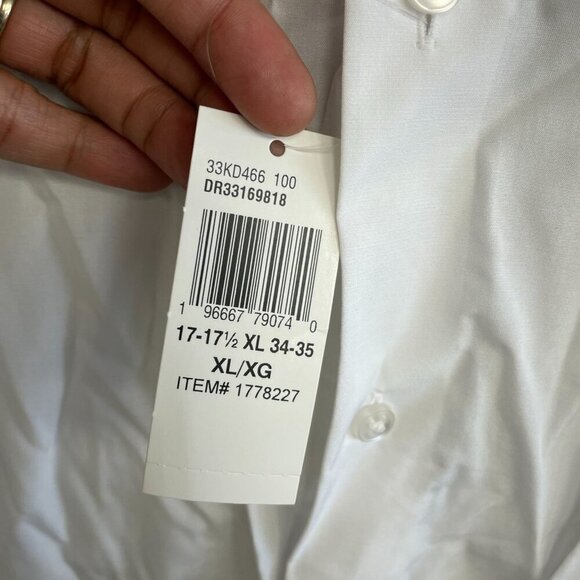 33KD466 100
DR33169818
1 96667 79074 0
17-17½ XL 34-35
XL/XG
ITEM# 1778227